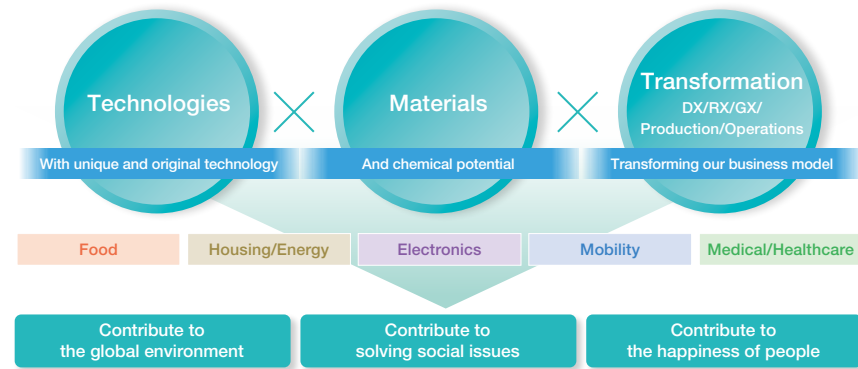 Technologies
Materials
Transformation
DX/RX/GX/
Production/Operations
With unique and original technology
And chemical potential
Transforming our business model
Food
Housing/Energy
Electronics
Mobility
Medical/Healthcare
Contribute to
the global environment
Contribute to
solving social issues
Contribute to
the happiness of people